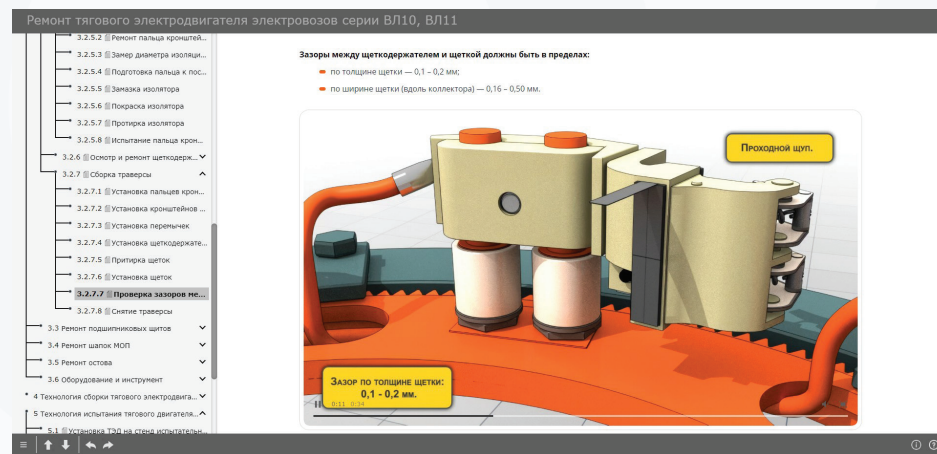 Ремонт тягового электродвигателя электровозов серии ВЛ10, ВЛ11
3.2.5.2 Ремонт пальца кронштей...
3.2.5.3 Замер диаметра изоляци...
3.2.5.4 Подготовка пальца к пос...
3.2.5.5 Замазка изолятора
3.2.5.6 Покраска изолятора
3.2.5.7 Протирка изолятора
3.2.5.8 Испытание пальца крон...
3.2.6 Осмотр и ремонт щеткодерж...
3.2.7 Сборка траверсы
3.2.7.1 Установка пальцев крон...
3.2.7.2 Установка кронштейнов ...
3.2.7.3 Установка перемычек
3.2.7.4 Установка щеткодержате...
3.2.7.5 Притирка щеток
3.2.7.6 Установка щеток
3.2.7.7 Проверка зазоров ме...
3.2.7.8 Снятие траверсы
3.3 Ремонт подшипниковых щитов
3.4 Ремонт шапок МОП
3.5 Ремонт остова
3.6 Оборудование и инструмент
4 Технология сборки тягового электродвига...
5 Технология испытания тягового двигателя...
5.1 Установка ТЭД на стенд испытательн...
Зазоры между щеткодержателем и щеткой должны быть в пределах:
по толщине щетки — 0,1 – 0,2 мм;
по ширине щетки (вдоль коллектора) — 0,16 – 0,50 мм.
Проходной щуп.
Зазор по толщине щетки:
0,1 - 0,2 мм.
0:11 0:34